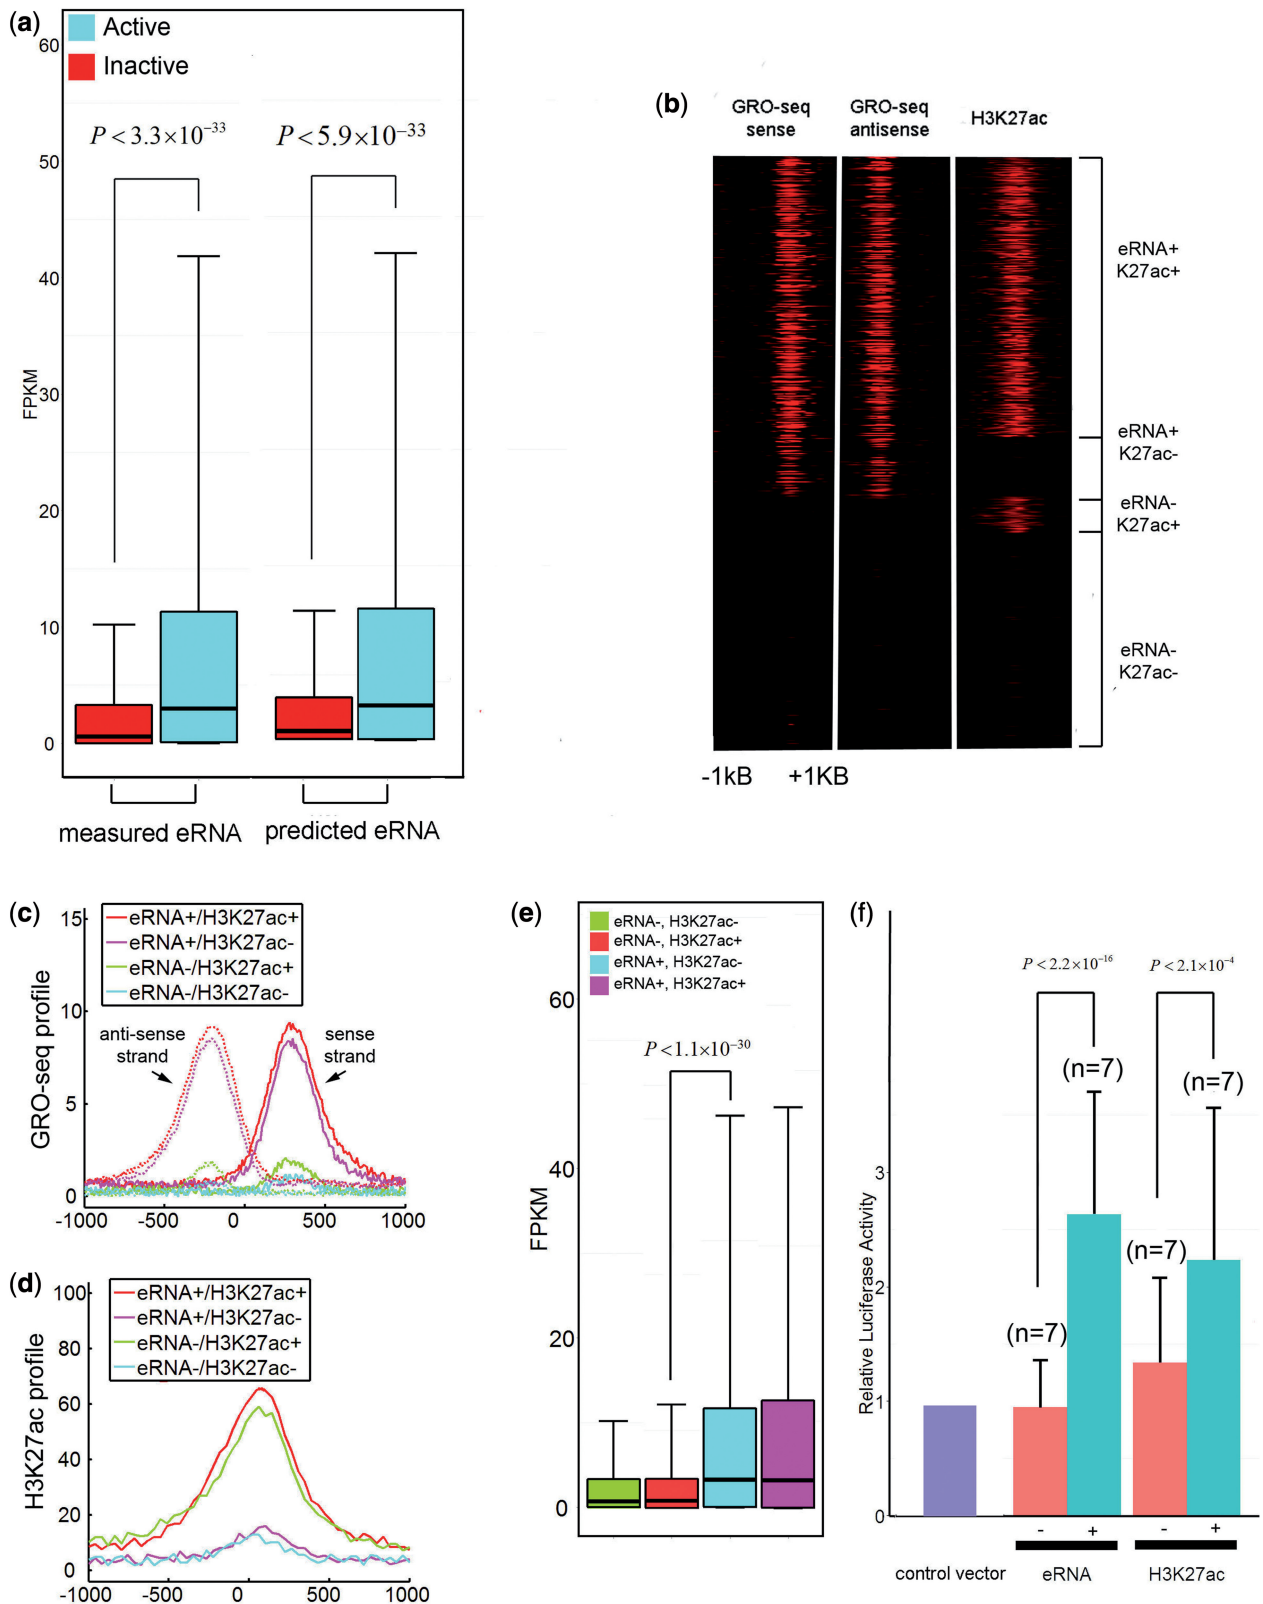 (a)
Active
Inactive
60
50
40
30
20
10
0
FPKM
P < 3.3×10−33
P < 5.9×10−33
measured eRNA
predicted eRNA
(b)
GRO-seq
sense
GRO-seq
antisense
H3K27ac
eRNA+
K27ac+
eRNA+
K27ac-
eRNA-
K27ac+
eRNA-
K27ac-
-1kB
+1KB
(c)
eRNA+/H3K27ac+
eRNA+/H3K27ac-
eRNA-/H3K27ac+
eRNA-/H3K27ac-
anti-sense
strand
sense
strand
GRO-seq profile
15
10
5
0
-1000
-500
0
500
1000
(d)
eRNA+/H3K27ac+
eRNA+/H3K27ac-
eRNA-/H3K27ac+
eRNA-/H3K27ac-
H3K27ac profile
100
80
60
40
20
0
-1000
-500
0
500
1000
(e)
eRNA-, H3K27ac-
eRNA-, H3K27ac+
eRNA+, H3K27ac-
eRNA+, H3K27ac+
P <1.1×10−30
FPKM
60
40
20
0
(f)
P < 2.2×10−16
P < 2.1×10−4
(n=7)
(n=7)
(n=7)
(n=7)
Relative Luciferase Activity
3
2
1
0
-
+
-
+
control vector
eRNA
H3K27ac